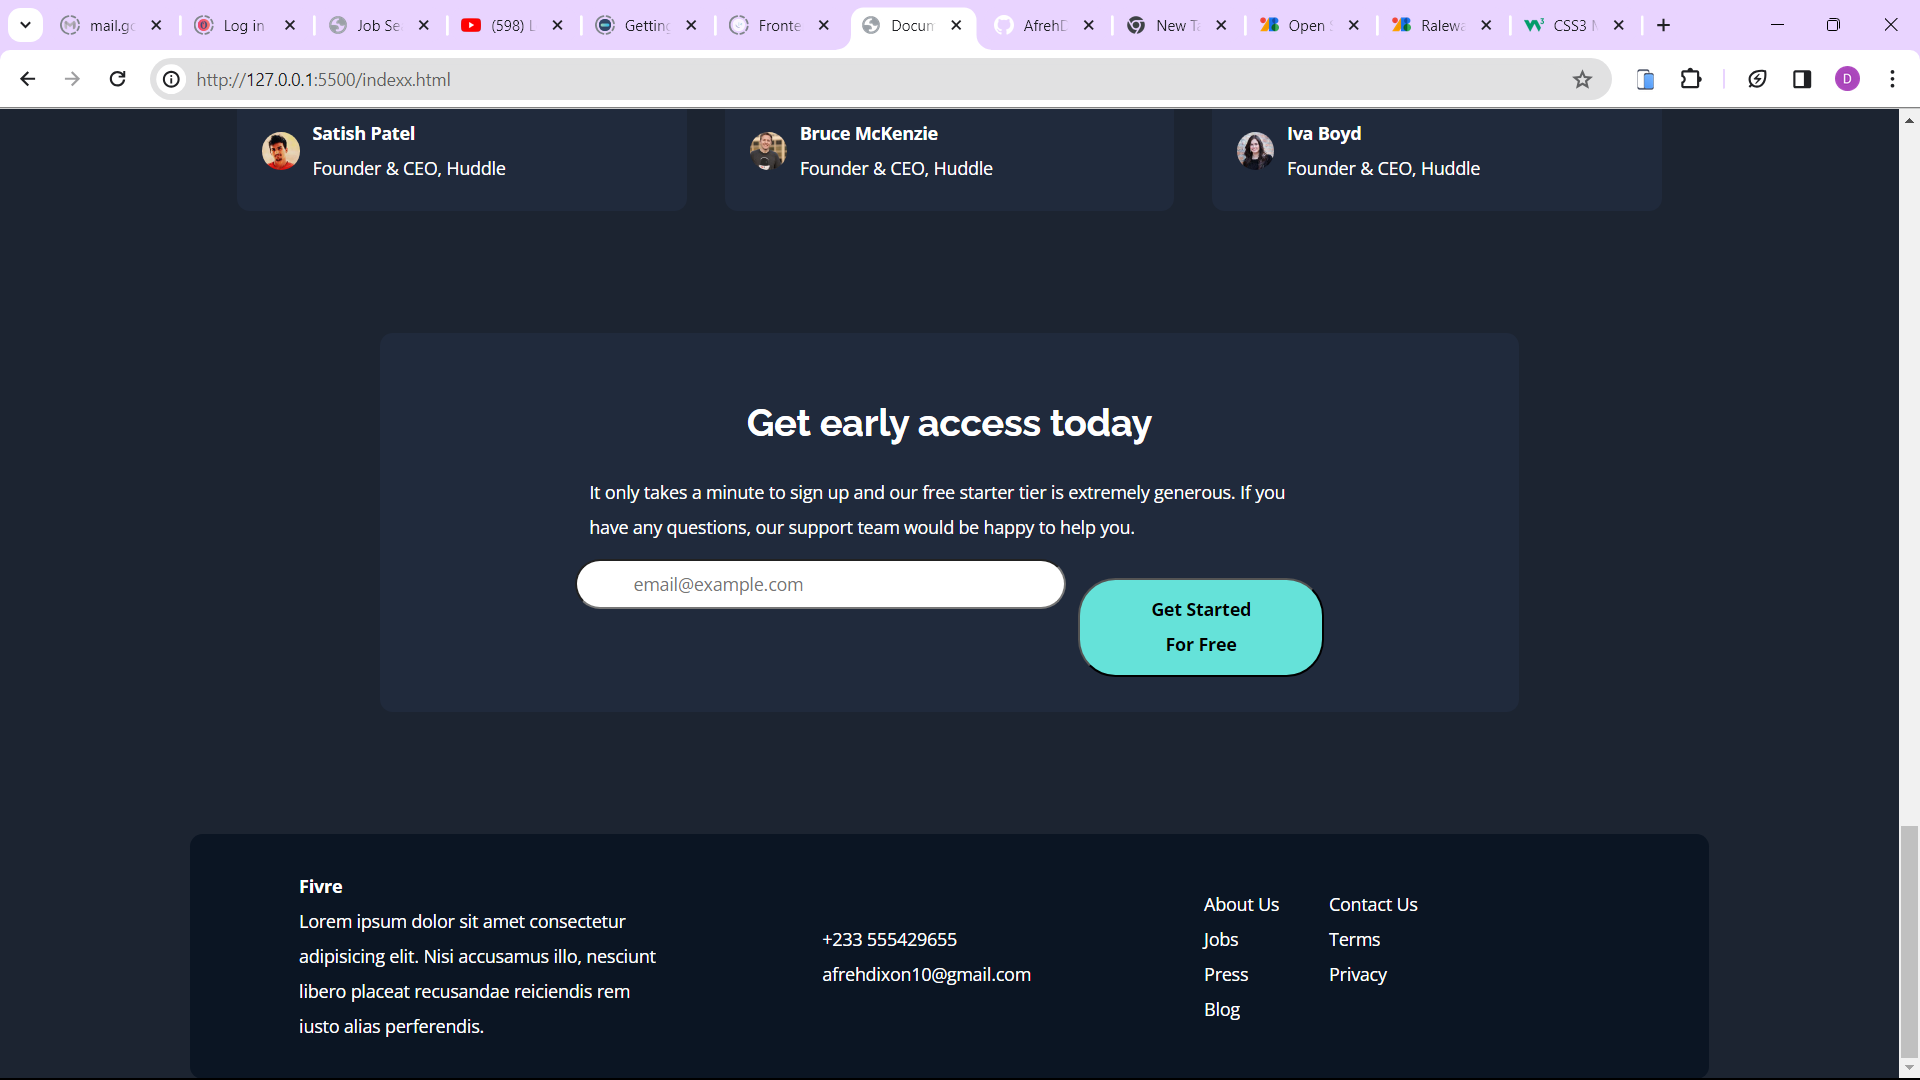 mail.go
Log in
Job Se
(598) L
Getting
Fronte
Docum
AfrehD
New Ta
Open S
Ralewa
CSS3 M
http://127.0.0.1:5500/indexx.html
D
Satish Patel
Founder & CEO, Huddle
Bruce McKenzie
Founder & CEO, Huddle
Iva Boyd
Founder & CEO, Huddle
Get early access today
It only takes a minute to sign up and our free starter tier is extremely generous. If you
have any questions, our support team would be happy to help you.
email@example.com
Get Started
For Free
Fivre
Lorem ipsum dolor sit amet consectetur
adipisicing elit. Nisi accusamus illo, nesciunt
libero placeat recusandae reiciendis rem
iusto alias perferendis.
+233 555429655
afrehdixon10@gmail.com
About Us
Jobs
Press
Blog
Contact Us
Terms
Privacy